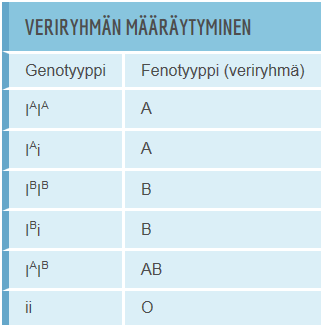 VERIRYHMÄN MÄÄRÄYTYMINEN
Genotyyppi Fenotyyppi (veriryhmä)
IᴬIᴬ A
Iᴬi A
IᴮIᴮ B
Iᴮi B
IᴬIᴮ AB
ii O